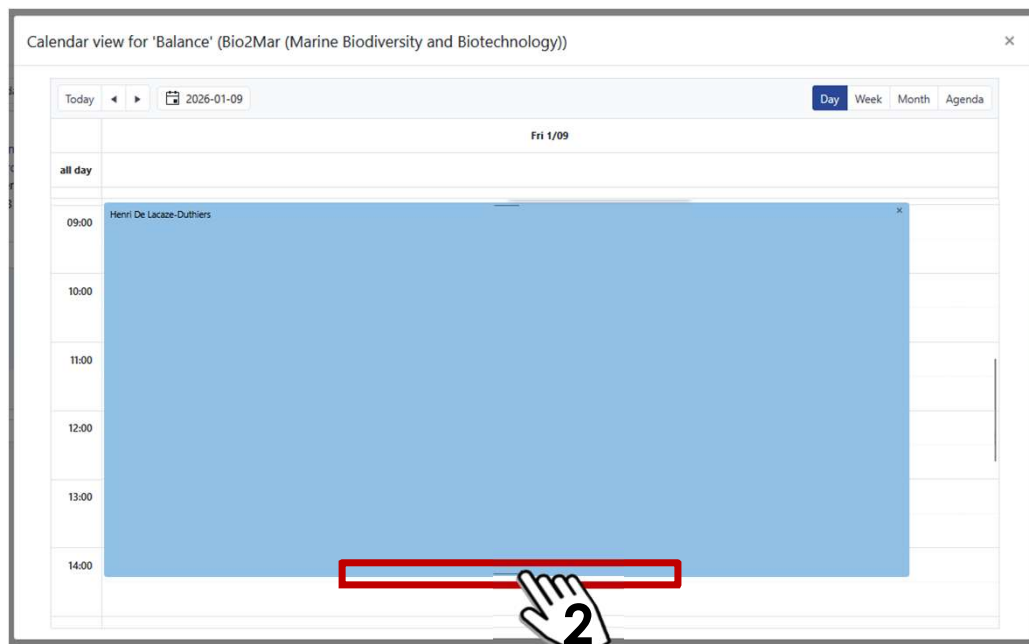 Calendar view for 'Balance' (Bio2Mar (Marine Biodiversity and Biotechnology)) ×
Today ◄ ► 2026-01-09 Day Week Month Agenda
Fri 1/09
all day
09:00 Henri De Lacaze-Duthiers ×
10:00
11:00
12:00
13:00
14:00
2